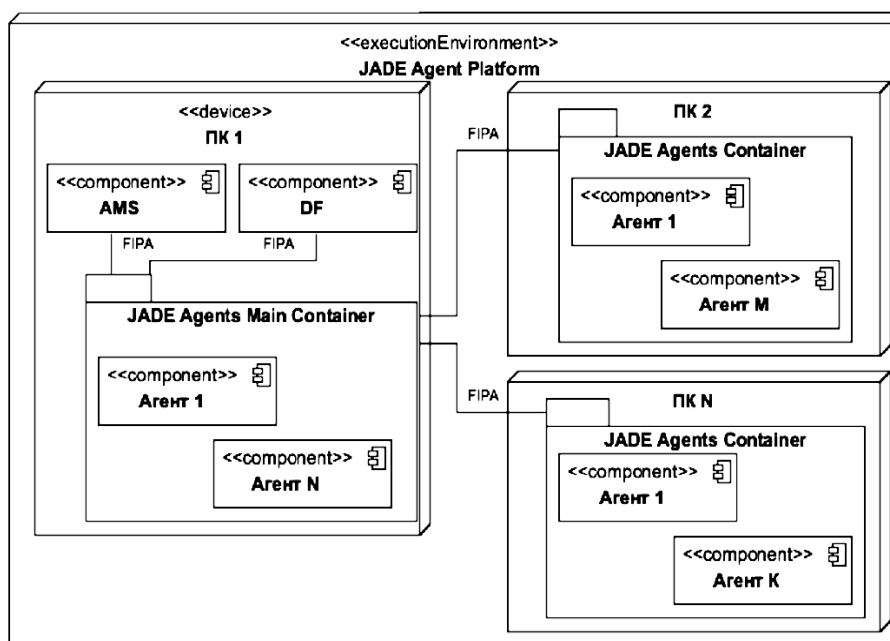 <<executionEnvironment>>
JADE Agent Platform
<<device>>
ПК 1
<<component>>
AMS
<<component>>
DF
FIPA
FIPA
JADE Agents Main Container
<<component>>
Агент 1
<<component>>
Агент N
FIPA
ПК 2
JADE Agents Container
<<component>>
Агент 1
<<component>>
Агент M
FIPA
ПК N
JADE Agents Container
<<component>>
Агент 1
<<component>>
Агент K